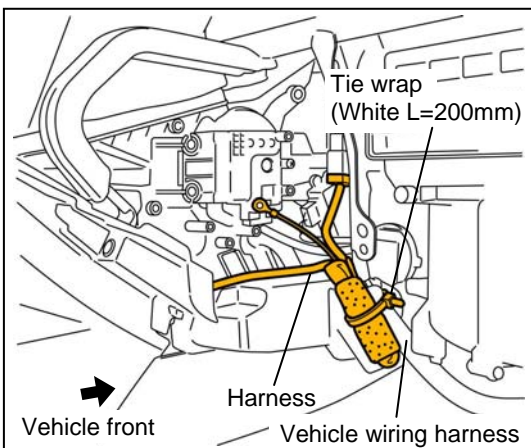 Tie wrap
(White L=200mm)
Harness
Vehicle front
Vehicle wiring harness